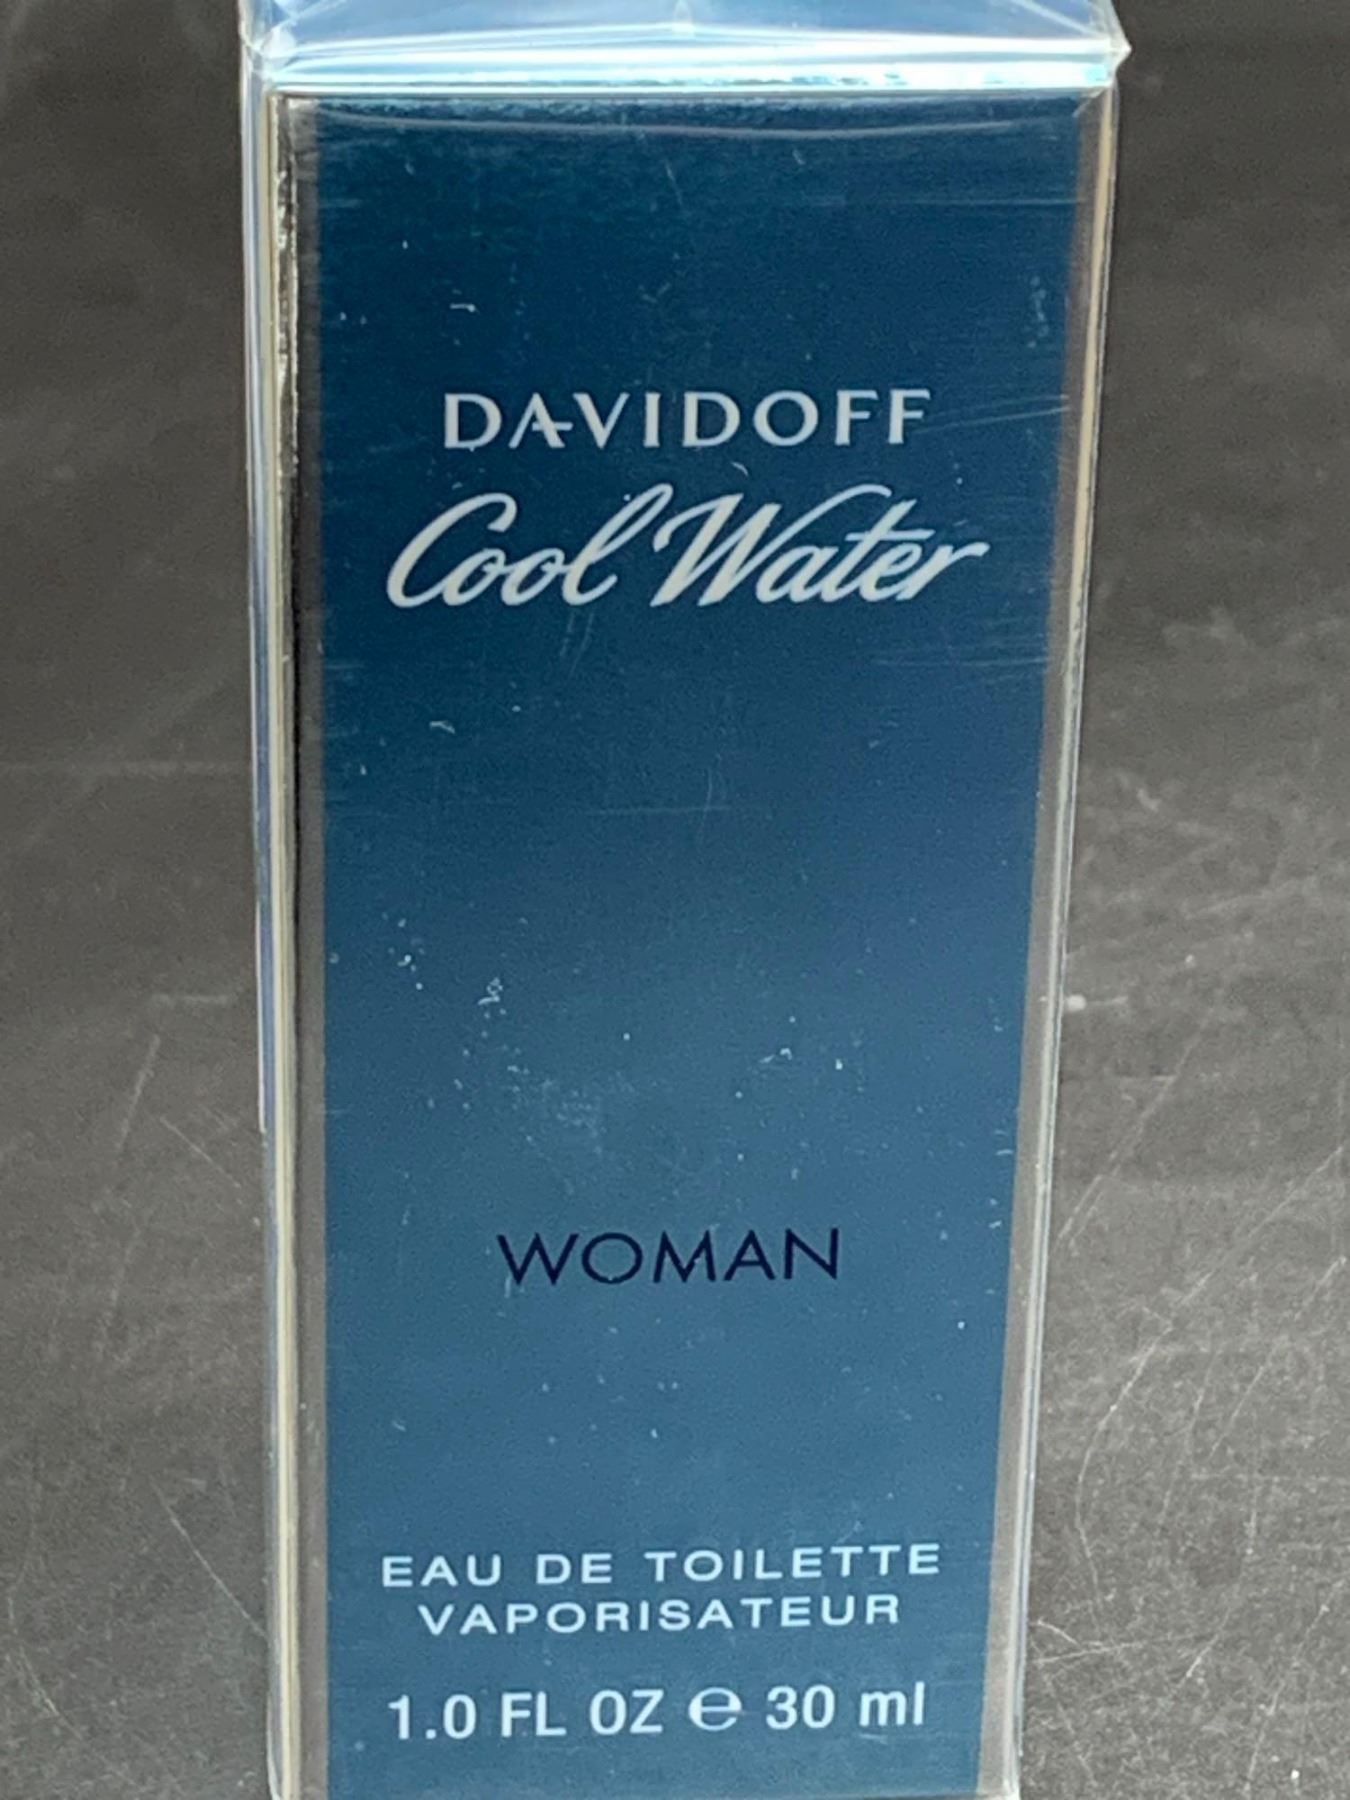 DAVIDOFF
Cool Water
WOMAN
EAU DE TOILETTE
VAPORISATEUR
1.0 FL OZ ℮ 30 ml